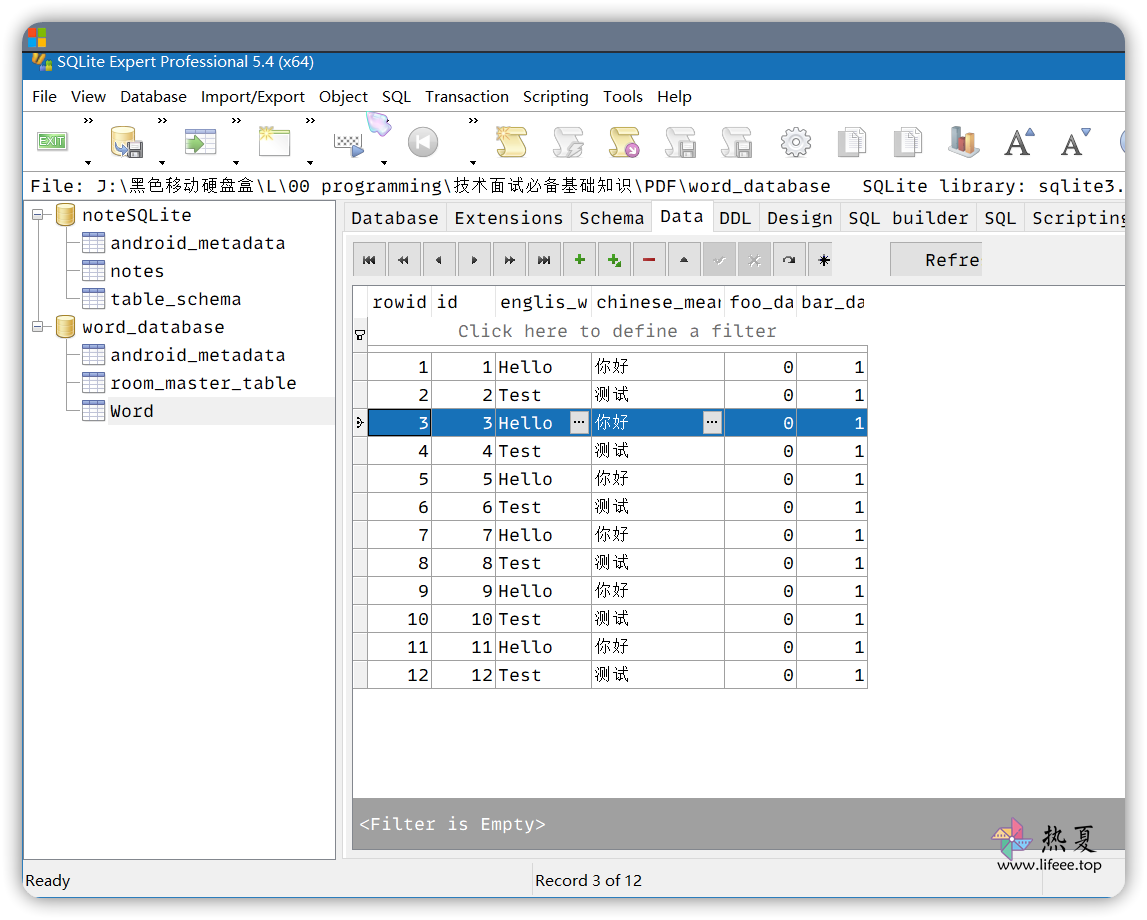 SQLite Expert Professional 5.4 (x64)
File View Database Import/Export Object SQL Transaction Scripting Tools Help
EXIT
File: J:\黑色移动硬盘盒\L\00 programming\技术面试必备基础知识\PDF\word_database SQLite library: sqlite3.
noteSQLite
android_metadata
notes
table_schema
word_database
android_metadata
room_master_table
Word
Database Extensions Schema Data DDL Design SQL builder SQL Scripting
Refre
rowid id englis_w chinese_mear foo_da bar_da
Click here to define a filter
1 1 Hello 你好 0 1
2 2 Test 测试 0 1
3 3 Hello 你好 0 1
4 4 Test 测试 0 1
5 5 Hello 你好 0 1
6 6 Test 测试 0 1
7 7 Hello 你好 0 1
8 8 Test 测试 0 1
9 9 Hello 你好 0 1
10 10 Test 测试 0 1
11 11 Hello 你好 0 1
12 12 Test 测试 0 1
<Filter is Empty>
热夏
www.lifeee.top
Ready Record 3 of 12